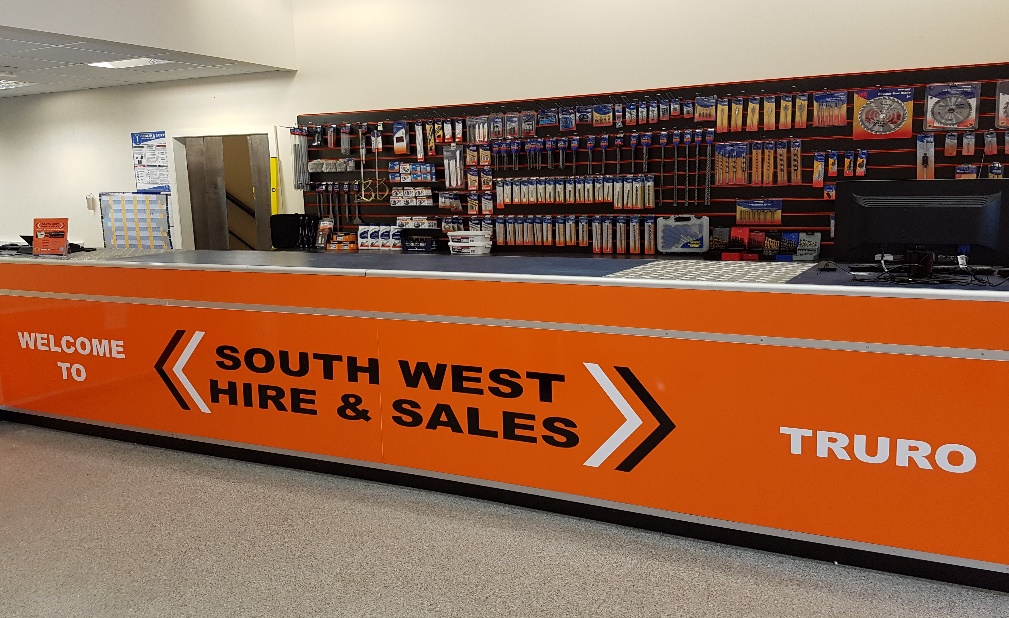 WELCOME
TO
SOUTH WEST
HIRE & SALES
TRURO